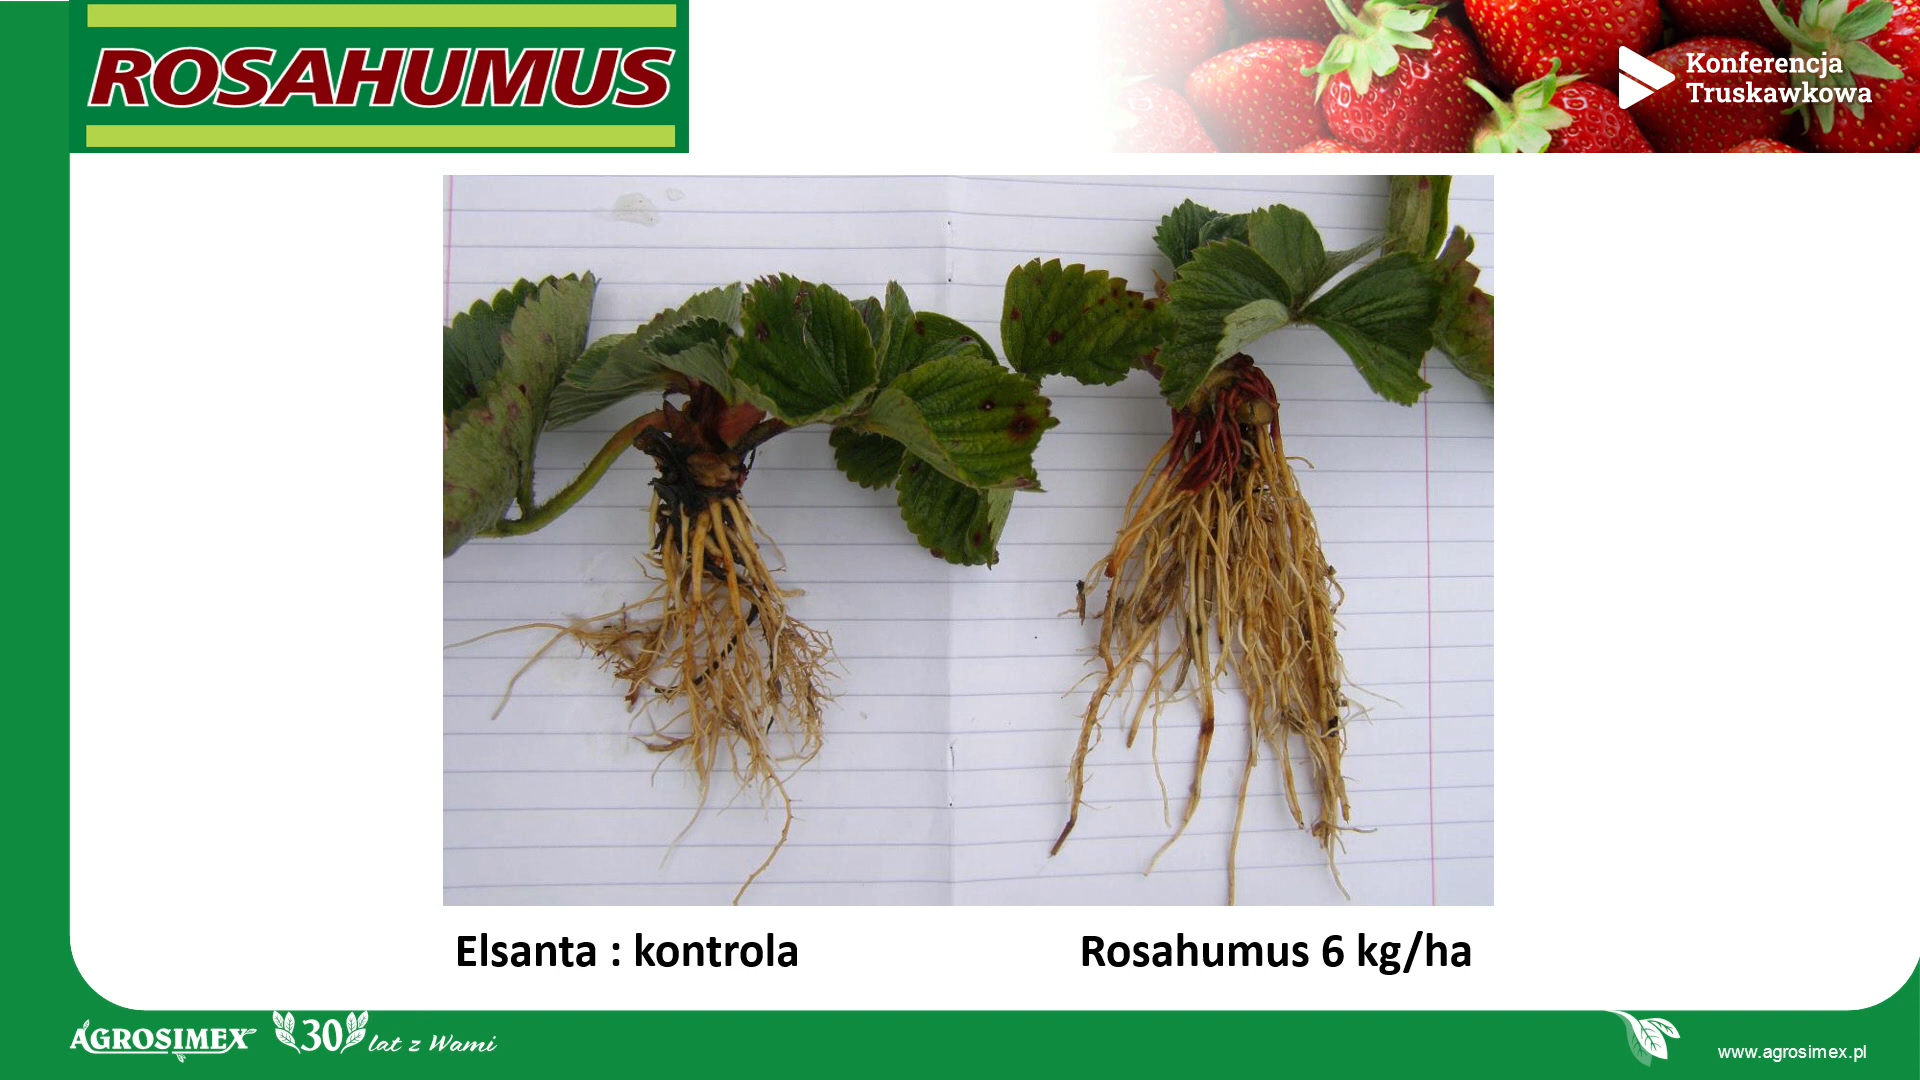 ROSAHUMUS
Konferencja
Truskawkowa
Elsanta : kontrola
Rosahumus 6 kg/ha
AGROSIMEX
30 lat z Wami
www.agrosimex.pl